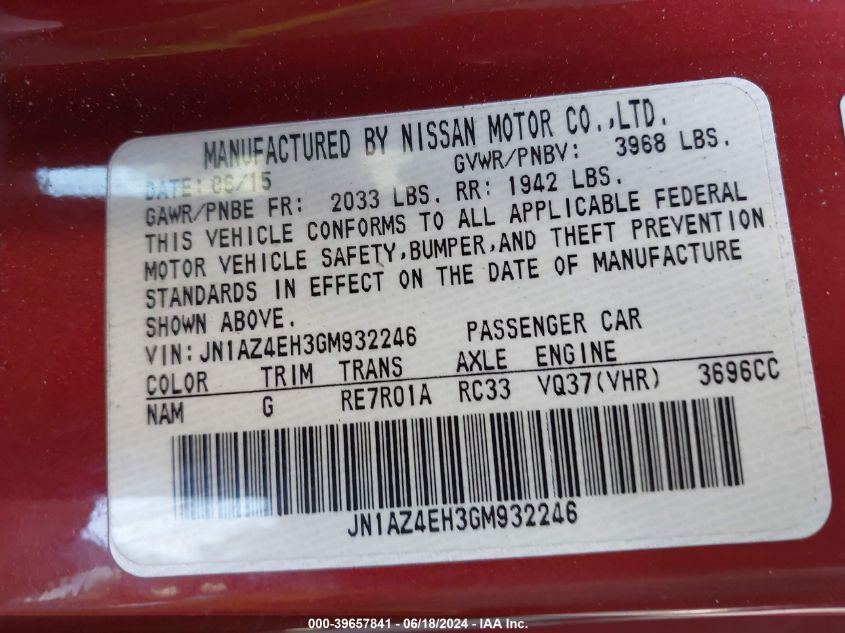 MANUFACTURED BY NISSAN MOTOR CO.,LTD.
DATE: 06/15 GVWR/PNBV: 3968 LBS.
GAWR/PNBE FR: 2033 LBS. RR: 1942 LBS.
THIS VEHICLE CONFORMS TO ALL APPLICABLE FEDERAL
MOTOR VEHICLE SAFETY,BUMPER,AND THEFT PREVENTION
STANDARDS IN EFFECT ON THE DATE OF MANUFACTURE
SHOWN ABOVE.
VIN:JN1AZ4EH3GM932246 PASSENGER CAR
COLOR TRIM TRANS AXLE ENGINE
NAM G RE7R01A RC33 VQ37(VHR) 3696CC
JN1AZ4EH3GM932246
000-39657841 - 06/18/2024 - IAA Inc.